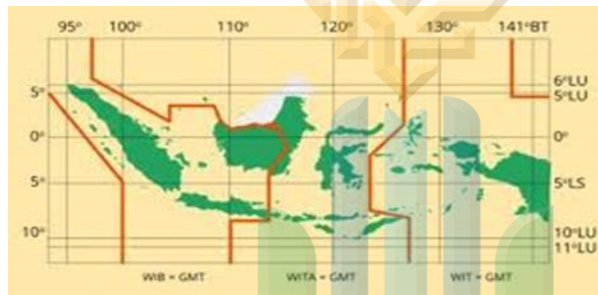 95° 100° 110° 120° 130° 141°BT
6°LU
5° 5°LU
0° 0°
5° 5°LS
10° 10°LU
11°LU
WIB = GMT WITA = GMT WIT = GMT